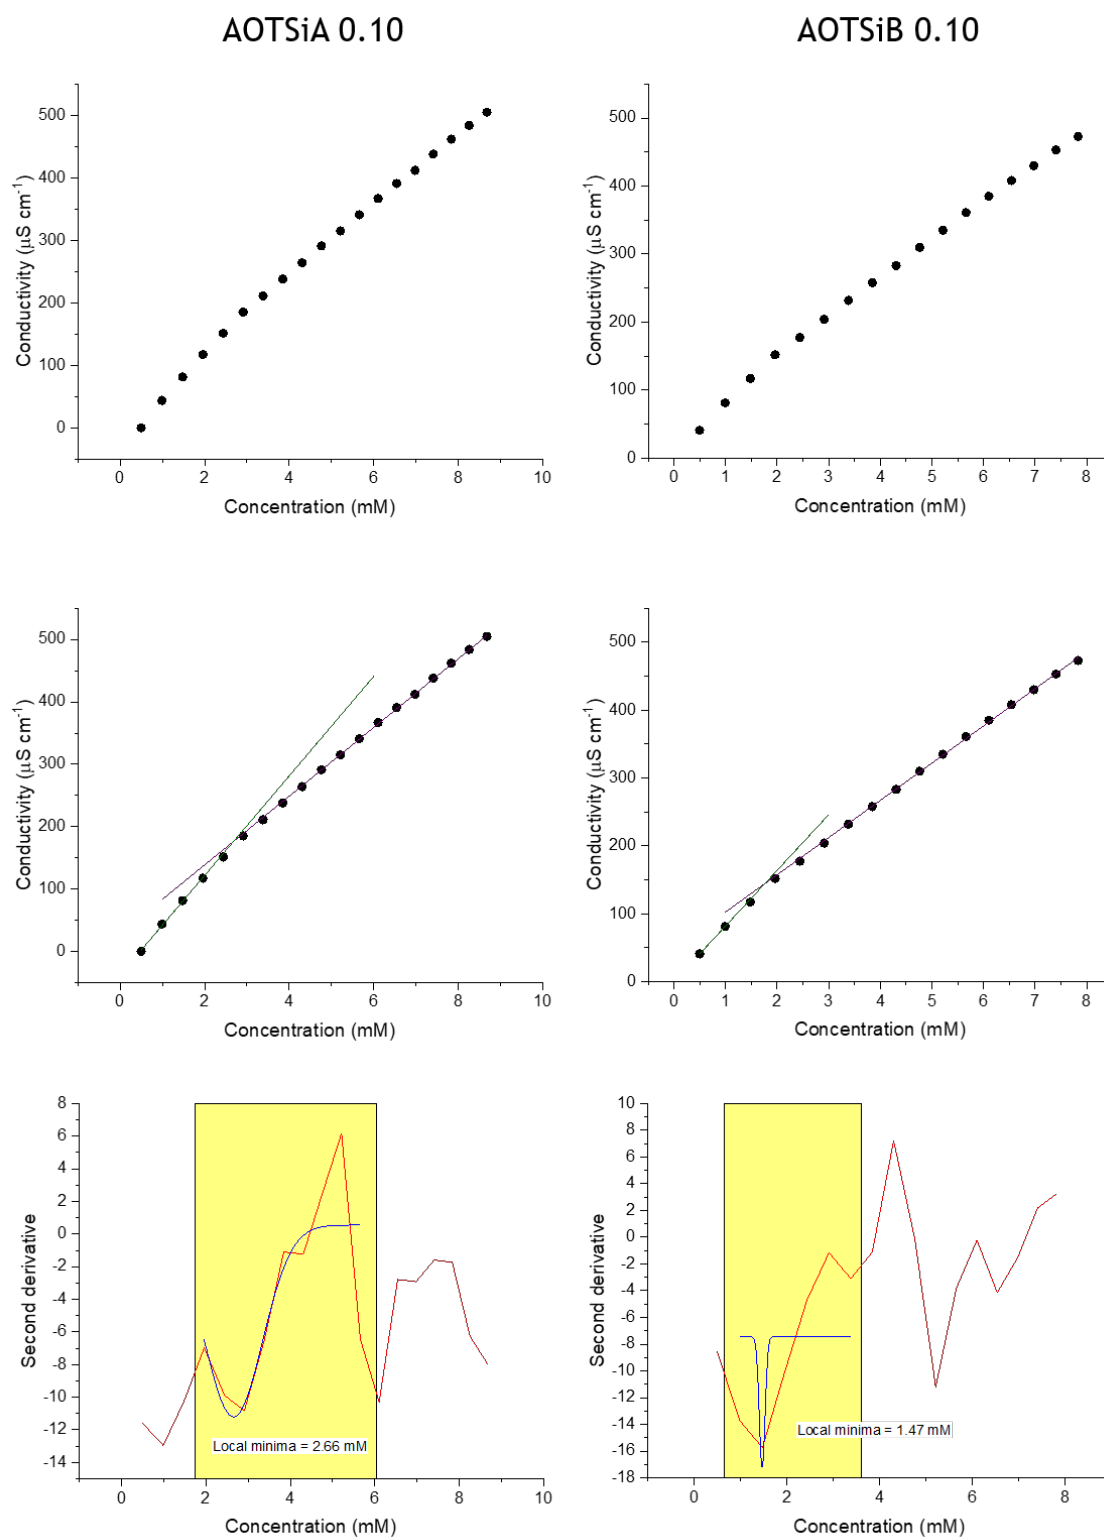 AOTSiA 0.10
AOTSiB 0.10
500
400
300
200
100
0
Conductivity (μS cm⁻¹)
0 2 4 6 8 10
Concentration (mM)
500
400
300
200
100
0
Conductivity (μS cm⁻¹)
0 1 2 3 4 5 6 7 8
Concentration (mM)
500
400
300
200
100
0
Conductivity (μS cm⁻¹)
0 2 4 6 8 10
Concentration (mM)
500
400
300
200
100
0
Conductivity (μS cm⁻¹)
0 1 2 3 4 5 6 7 8
Concentration (mM)
8
6
4
2
0
-2
-4
-6
-8
-10
-12
-14
Second derivative
Local minima = 2.66 mM
0 2 4 6 8 10
Concentration (mM)
10
8
6
4
2
0
-2
-4
-6
-8
-10
-12
-14
-16
-18
Second derivative
Local minima = 1.47 mM
0 2 4 6 8
Concentration (mM)